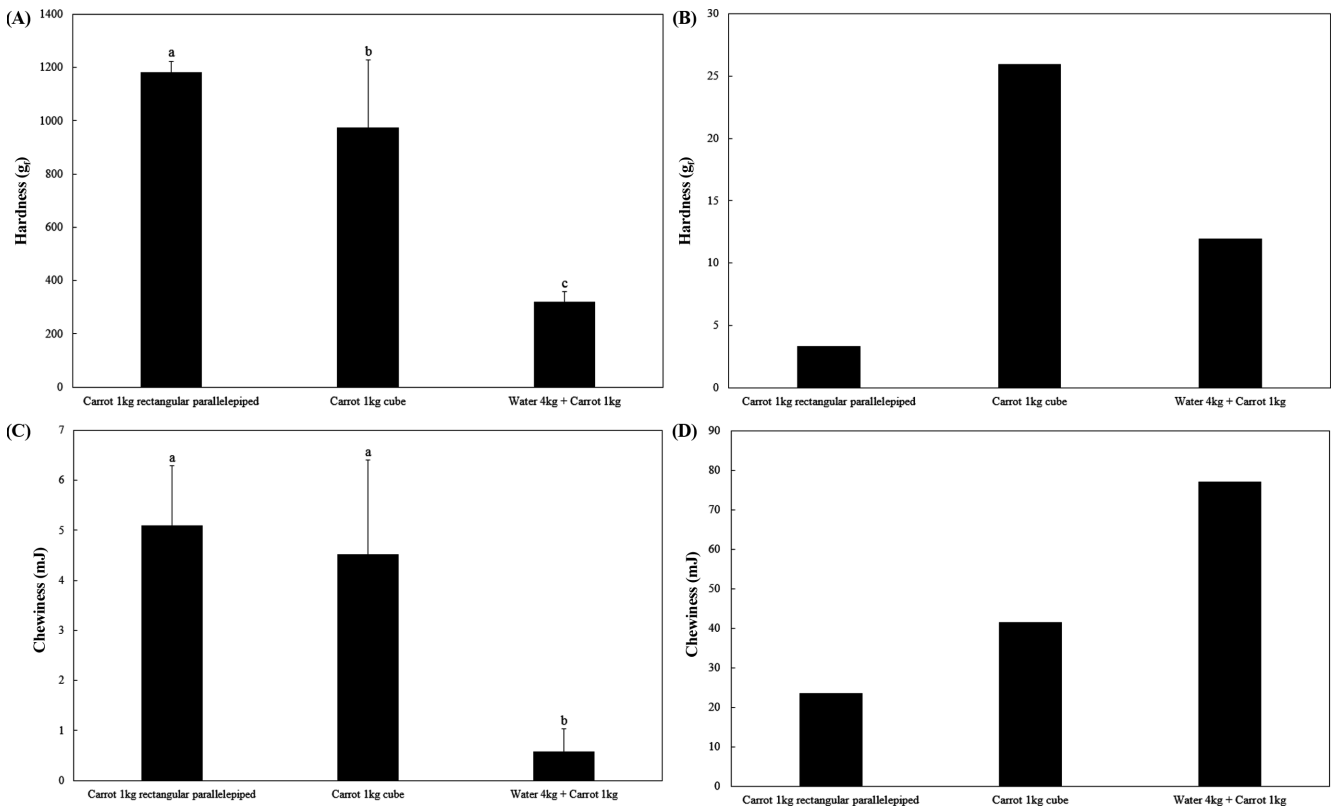 (A)
1400
1200
1000
800
600
400
200
0
Hardness (gf)
a
b
c
Carrot 1kg rectangular parallelepiped
Carrot 1kg cube
Water 4kg + Carrot 1kg
(B)
30
25
20
15
10
5
0
Hardness (gf)
Carrot 1kg rectangular parallelepiped
Carrot 1kg cube
Water 4kg + Carrot 1kg
(C)
7
6
5
4
3
2
1
0
Chewiness (mJ)
a
a
b
Carrot 1kg rectangular parallelepiped
Carrot 1kg cube
Water 4kg + Carrot 1kg
(D)
90
80
70
60
50
40
30
20
10
0
Chewiness (mJ)
Carrot 1kg rectangular parallelepiped
Carrot 1kg cube
Water 4kg + Carrot 1kg